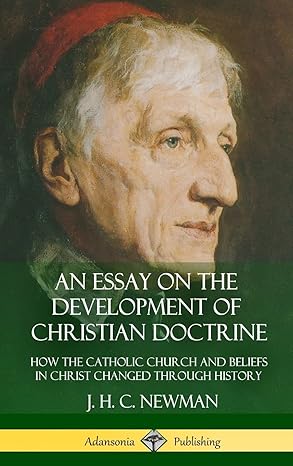 AN ESSAY ON THE
DEVELOPMENT OF
CHRISTIAN DOCTRINE
HOW THE CATHOLIC CHURCH AND BELIEFS
IN CHRIST CHANGED THROUGH HISTORY
J. H. C. NEWMAN
Adansonia Publishing